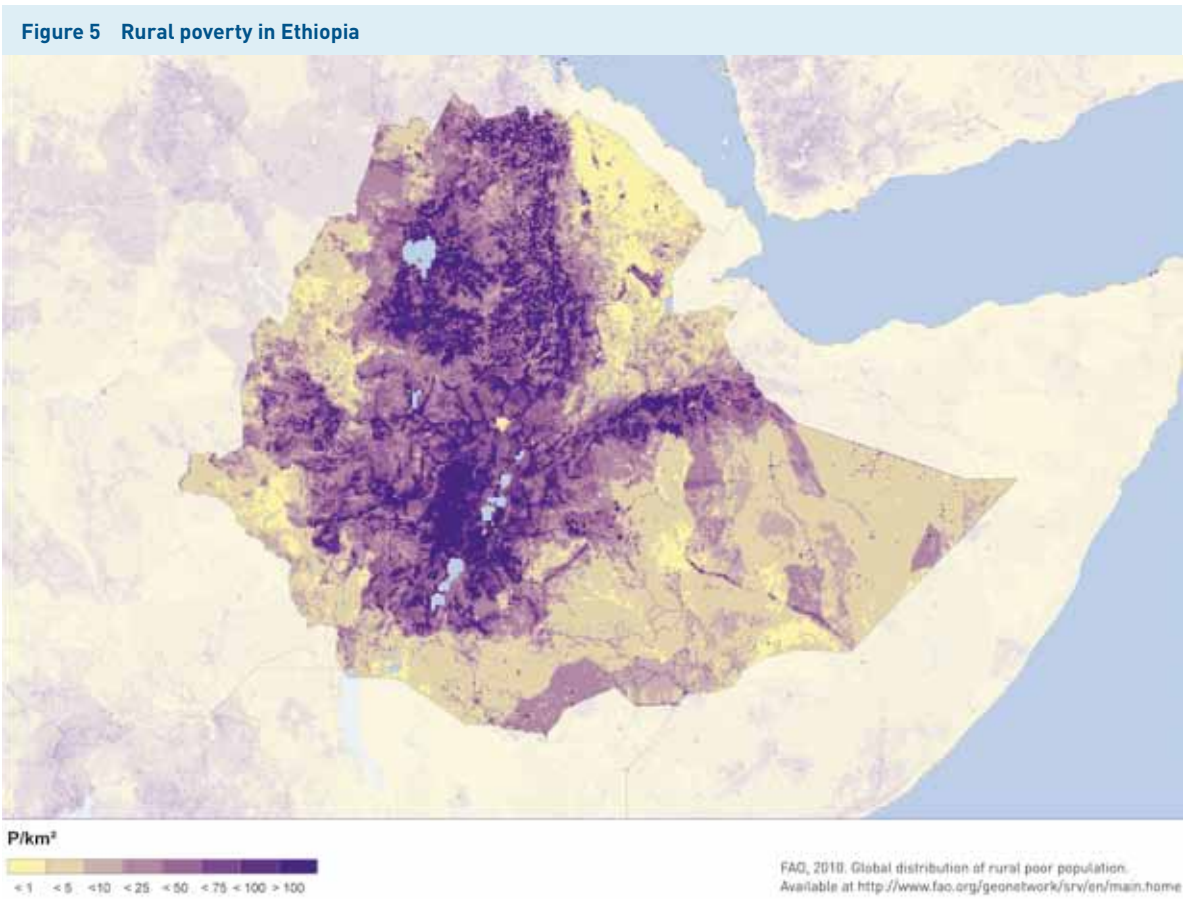 Figure 5 Rural poverty in Ethiopia
P/km²
< 1 < 5 <10 < 25 < 50 < 75 < 100 > 100
FAO, 2010. Global distribution of rural poor population.
Available at http://www.fao.org/geonetwork/srv/en/main.home